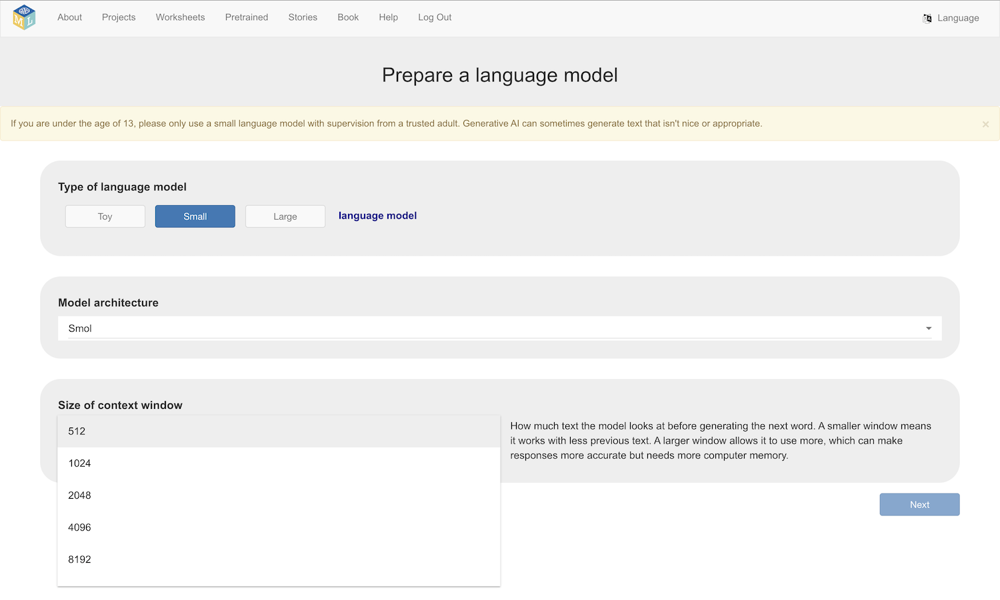 ML
About Projects Worksheets Pretrained Stories Book Help Log Out Language
Prepare a language model
If you are under the age of 13, please only use a small language model with supervision from a trusted adult. Generative AI can sometimes generate text that isn't nice or appropriate. ×
Type of language model
Toy Small Large language model
Model architecture
Smol
Size of context window
512
1024
2048
4096
8192
How much text the model looks at before generating the next word. A smaller window means
it works with less previous text. A larger window allows it to use more, which can make
responses more accurate but needs more computer memory.
Next